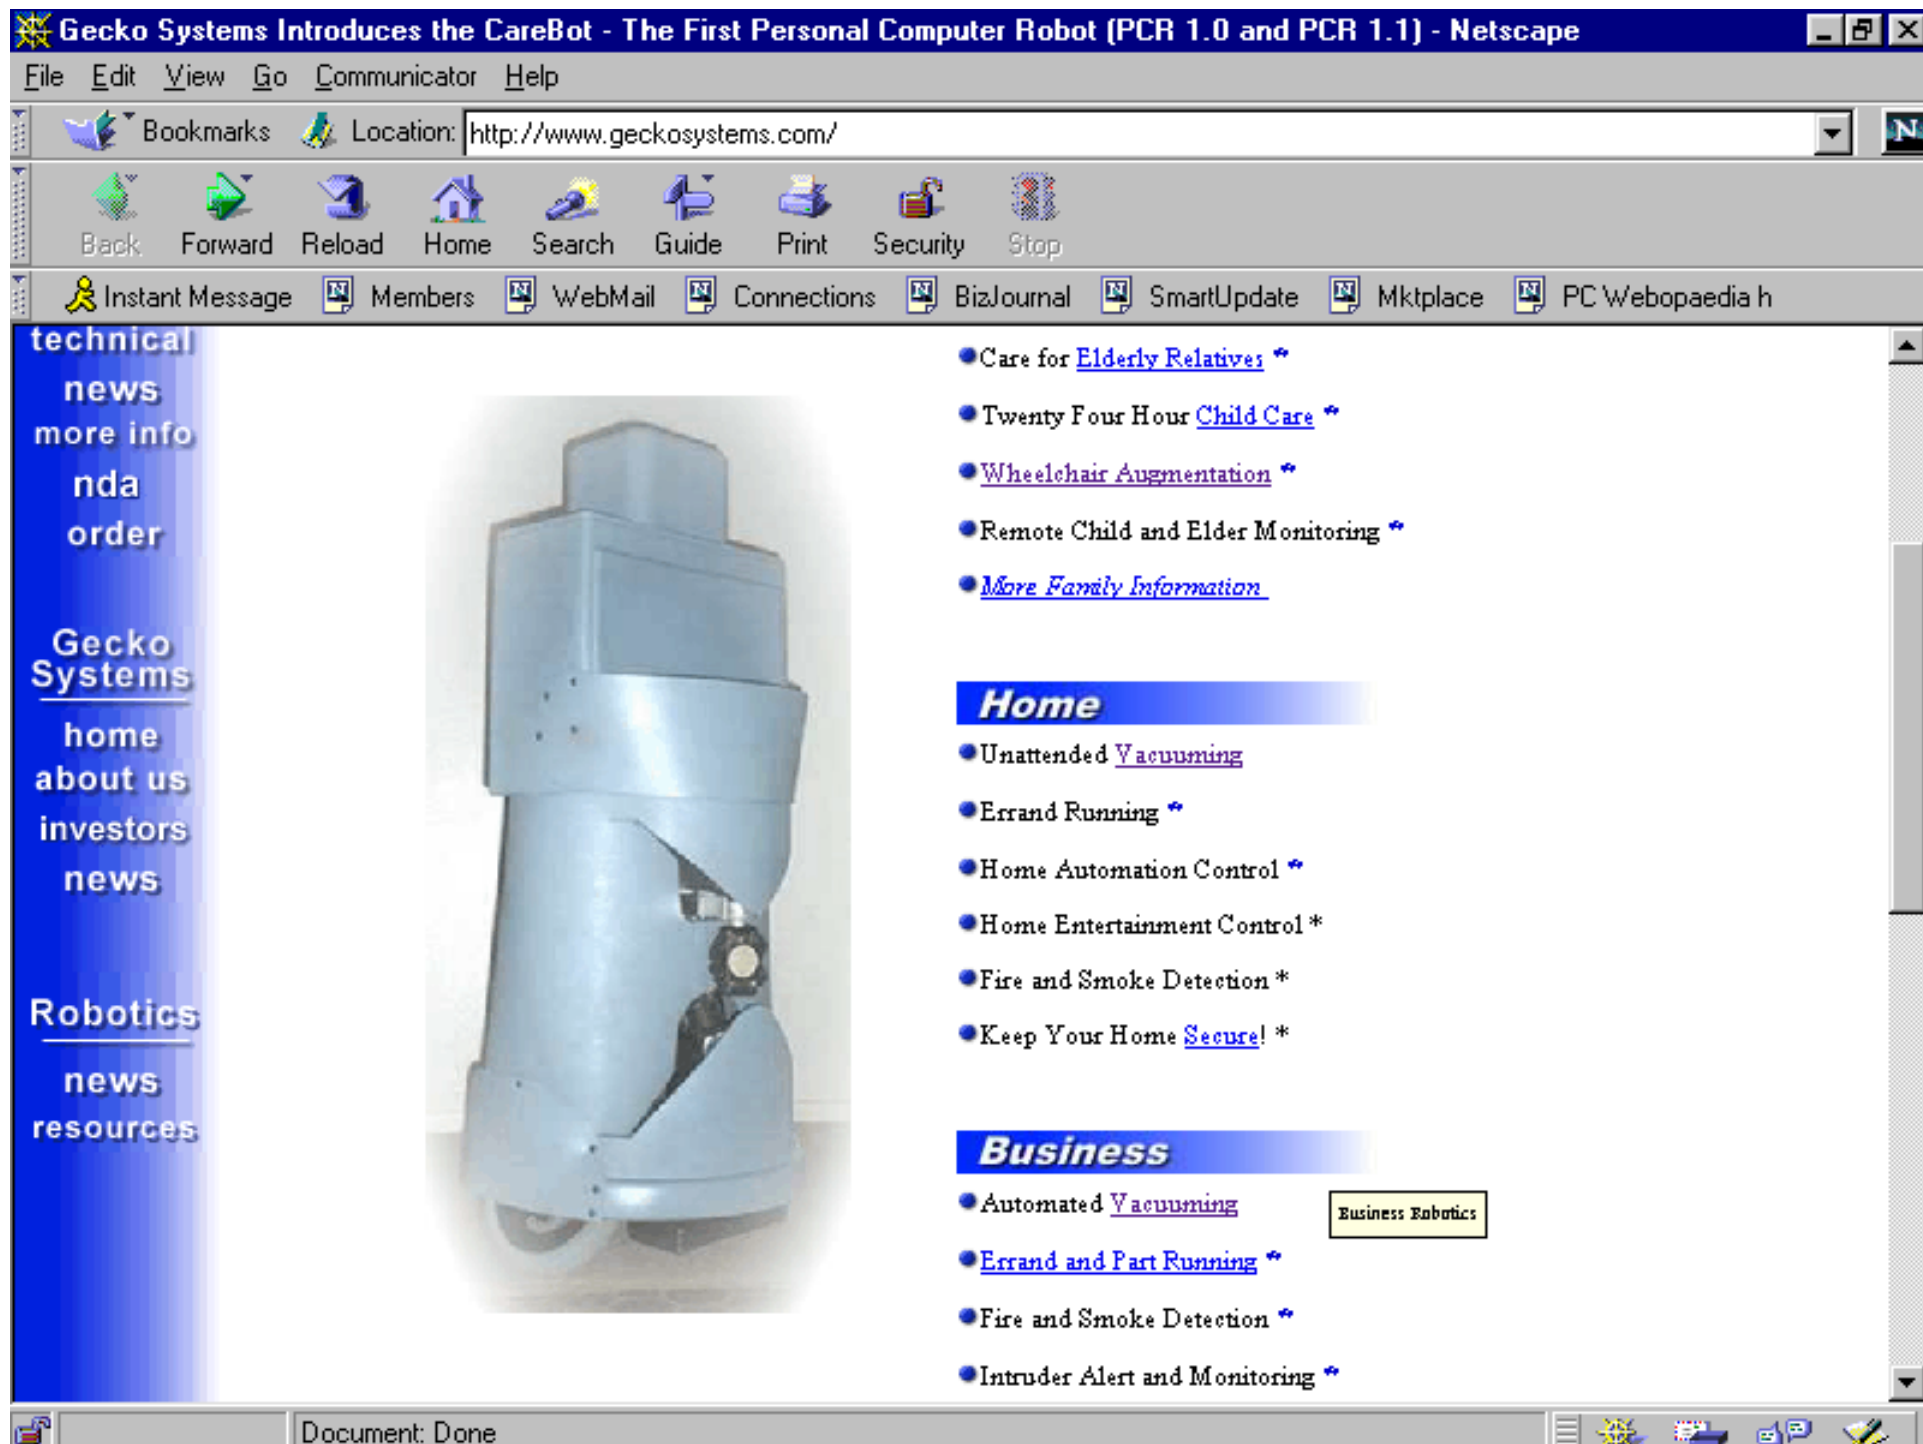 Gecko Systems Introduces the CareBot - The First Personal Computer Robot (PCR 1.0 and PCR 1.1) - Netscape
File Edit View Go Communicator Help
Bookmarks Location: http://www.geckosystems.com/
N
Back Forward Reload Home Search Guide Print Security Stop
Instant Message Members WebMail Connections BizJournal SmartUpdate Mktplace PC Webopaedia h
technical
news
more info
nda
order
Gecko
Systems
home
about us
investors
news
Robotics
news
resources
Care for Elderly Relatives *
Twenty Four Hour Child Care *
Wheelchair Augmentation *
Remote Child and Elder Monitoring *
More Family Information
Home
Unattended Vacuuming
Errand Running *
Home Automation Control *
Home Entertainment Control *
Fire and Smoke Detection *
Keep Your Home Secure! *
Business
Automated Vacuuming
Business Robotics
Errand and Part Running *
Fire and Smoke Detection *
Intruder Alert and Monitoring *
Document: Done